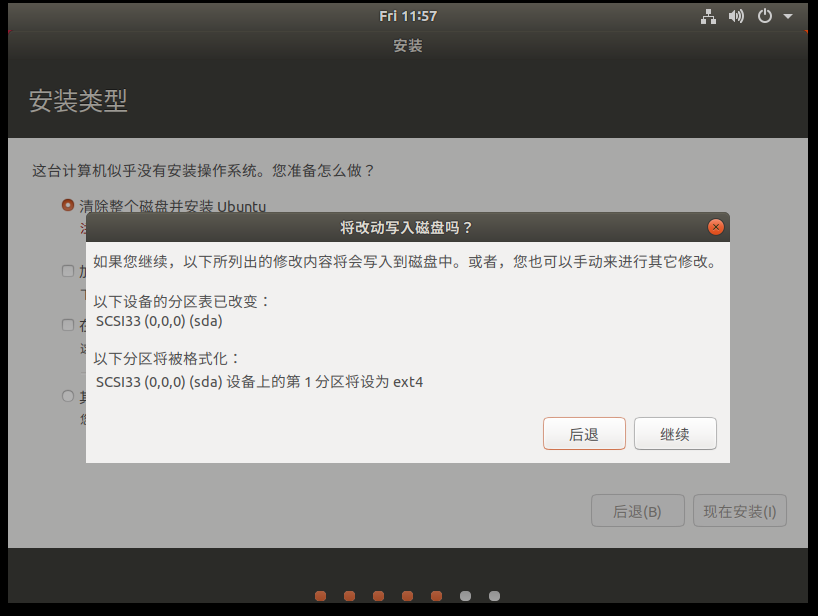 Fri 11:57
安装
安装类型
这台计算机似乎没有安装操作系统。您准备怎么做？
清除整个磁盘并安装 Ubuntu
将改动写入磁盘吗？
如果您继续，以下所列出的修改内容将会写入到磁盘中。或者，您也可以手动来进行其它修改。
以下设备的分区表已改变：
SCSI33 (0,0,0) (sda)
以下分区将被格式化：
SCSI33 (0,0,0) (sda) 设备上的第 1 分区将设为 ext4
后退 继续
后退(B) 现在安装(I)